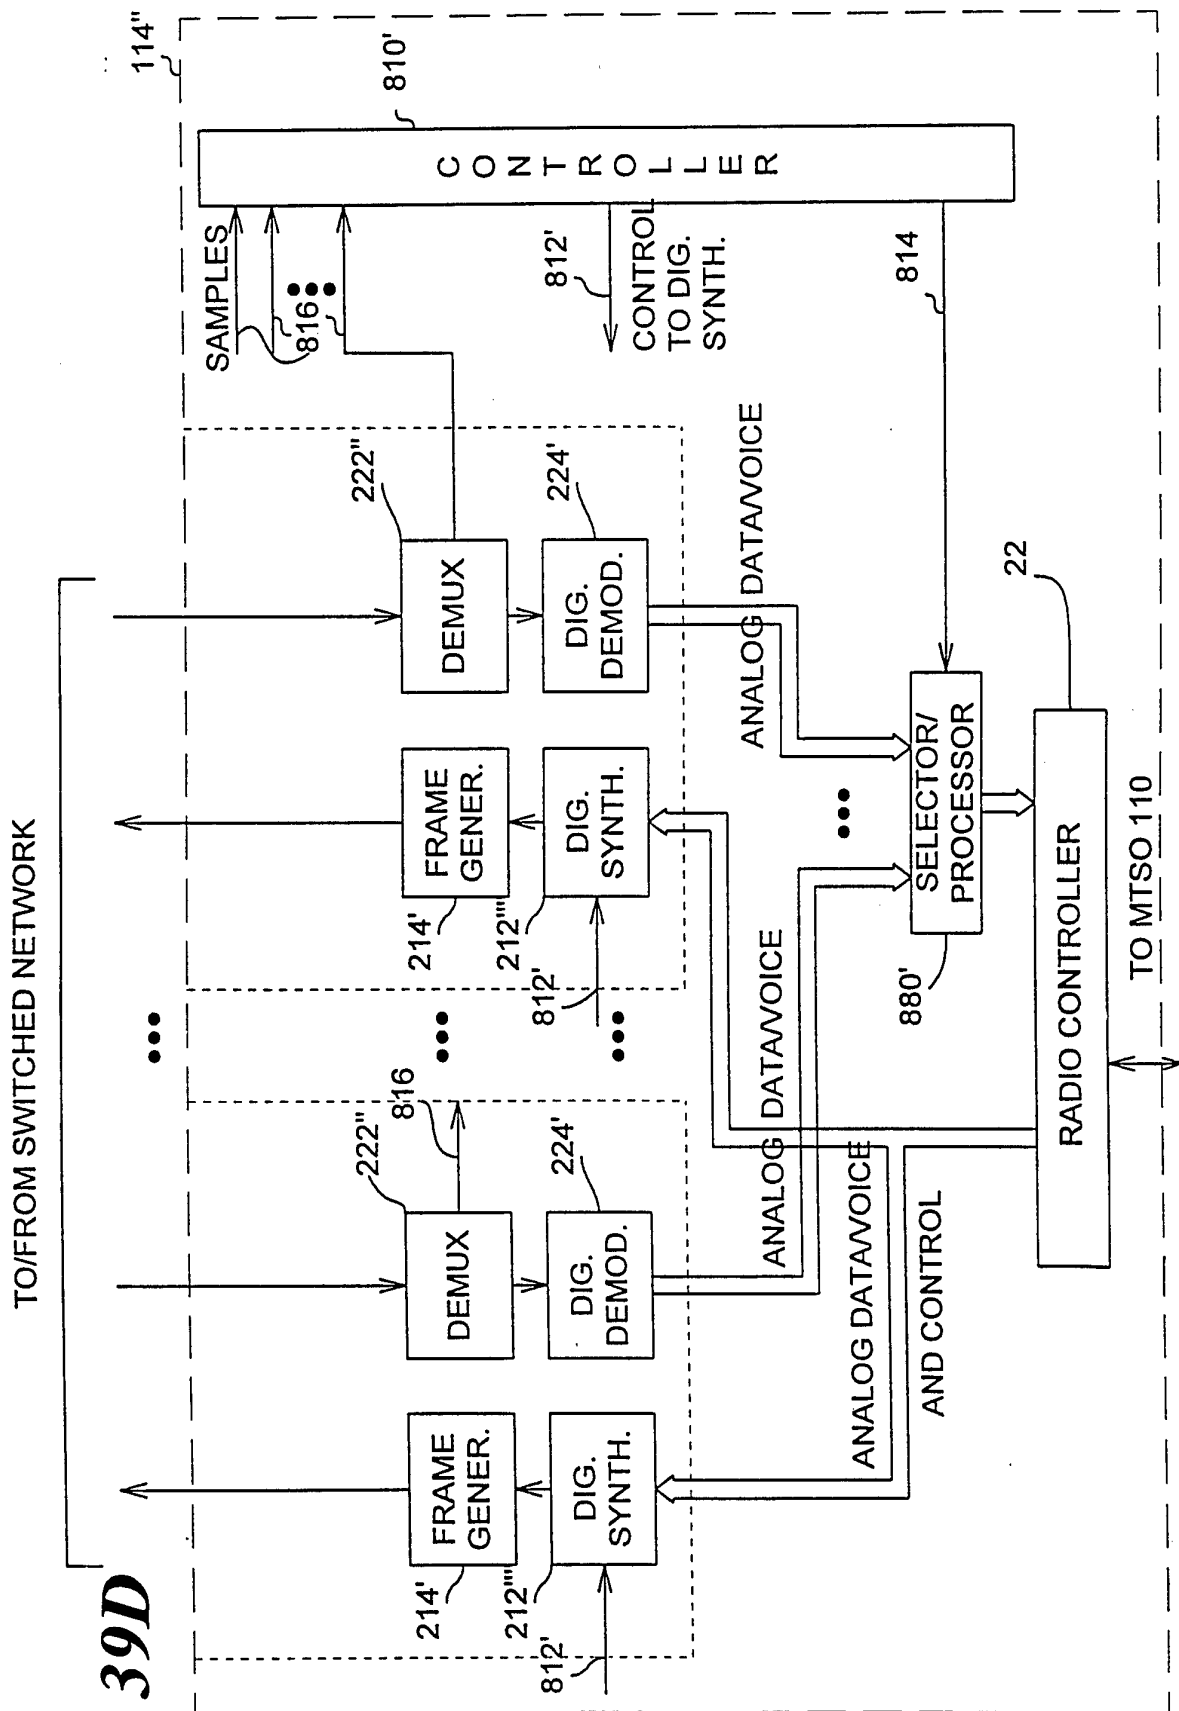 39D
TO/FROM SWITCHED NETWORK
114"
214'
FRAME
GENER.
222"
DEMUX
816
•••
214'
FRAME
GENER.
222"
DEMUX
SAMPLES
816
•••
CONTROLLER
810'
812'
212'''
DIG.
SYNTH.
224'
DIG.
DEMOD.
•••
•••
812'
212'''
DIG.
SYNTH.
224'
DIG.
DEMOD.
812'
CONTROL
TO DIG.
SYNTH.
ANALOG DATA/VOICE
AND CONTROL
ANALOG DATA/VOICE
•••
ANALOG DATA/VOICE
814
880'
SELECTOR/
PROCESSOR
22
RADIO CONTROLLER
TO MTSO 110